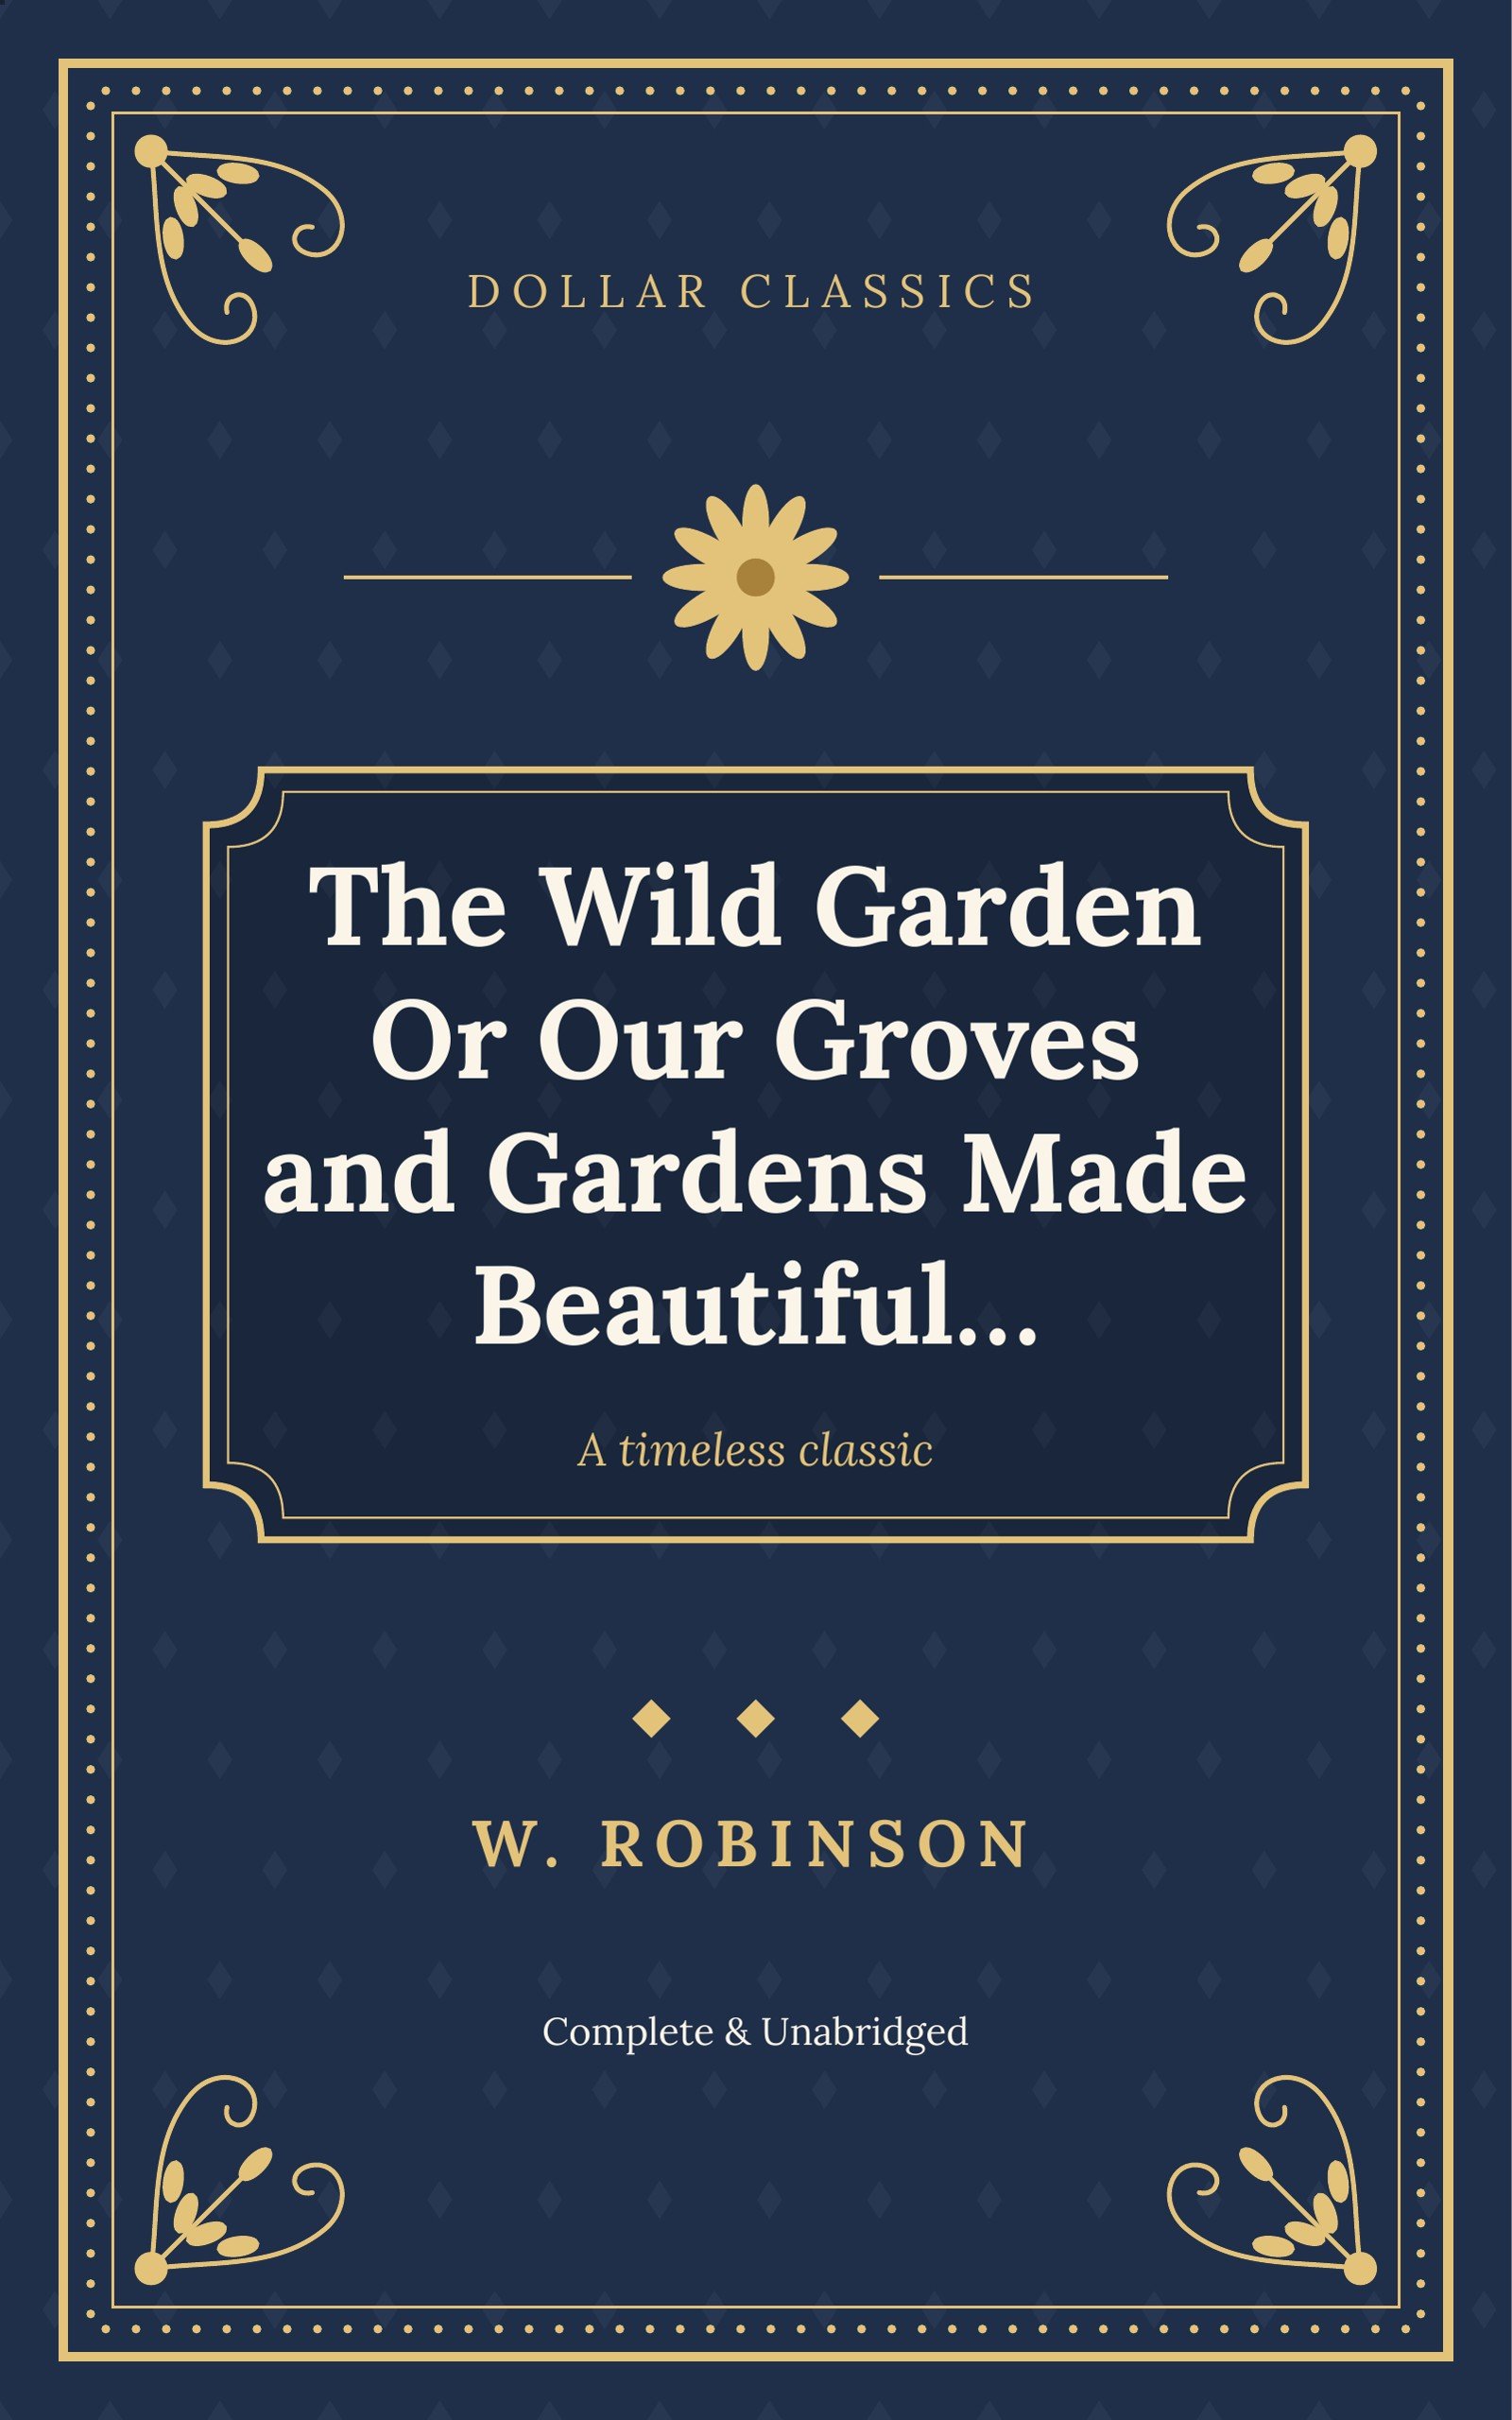 DOLLAR CLASSICS
The Wild Garden
Or Our Groves
and Gardens Made
Beautiful...
A timeless classic
W. ROBINSON
Complete & Unabridged